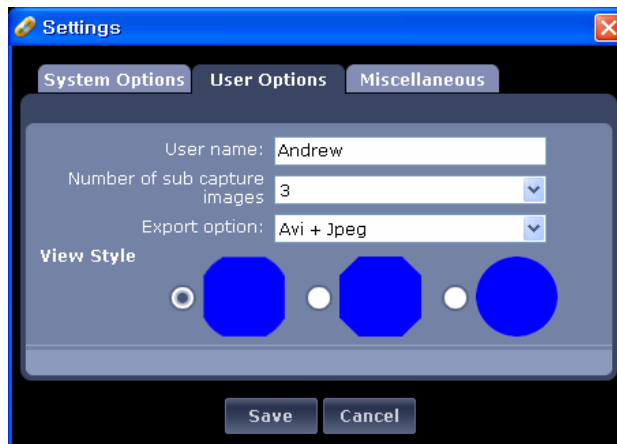 Settings
System Options User Options Miscellaneous
User name: Andrew
Number of sub capture
images 3
Export option: Avi + Jpeg
View Style
Save Cancel